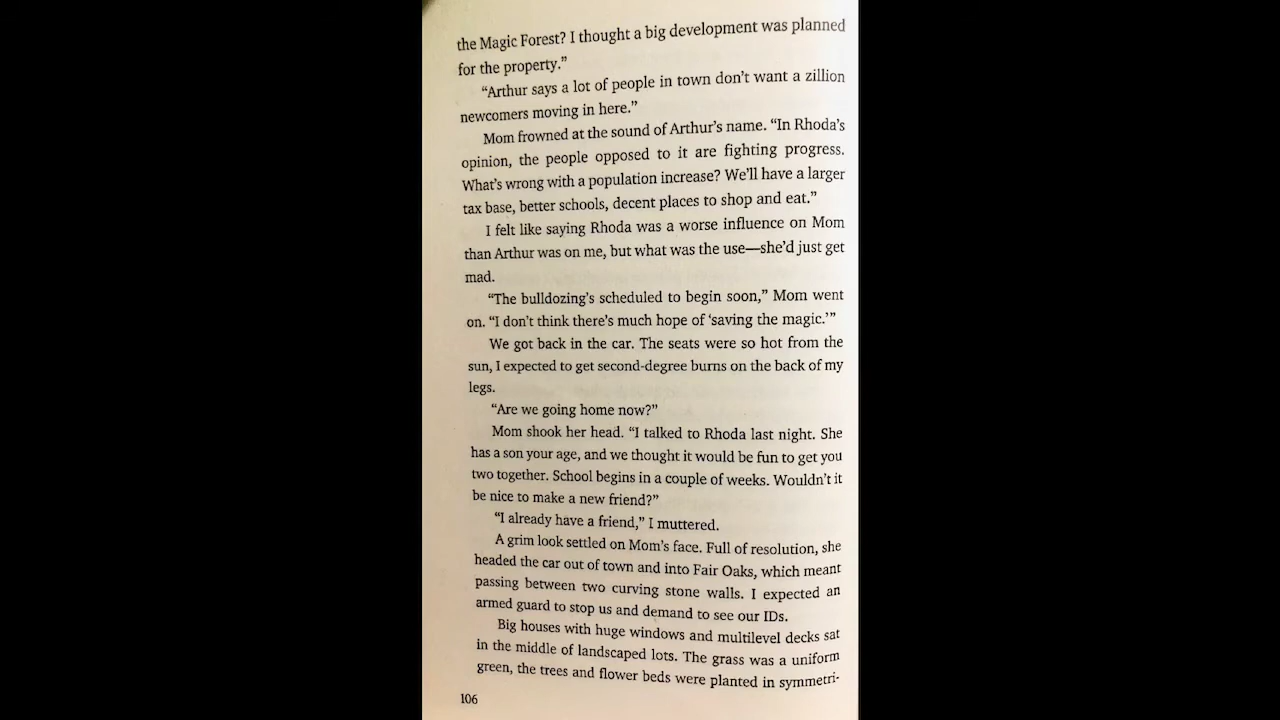 the Magic Forest? I thought a big development was planned
for the property.”
“Arthur says a lot of people in town don’t want a zillion
newcomers moving in here.”
Mom frowned at the sound of Arthur’s name. “In Rhoda’s
opinion, the people opposed to it are fighting progress.
What’s wrong with a population increase? We’ll have a larger
tax base, better schools, decent places to shop and eat.”
I felt like saying Rhoda was a worse influence on Mom
than Arthur was on me, but what was the use—she’d just get
mad.
“The bulldozing’s scheduled to begin soon,” Mom went
on. “I don’t think there’s much hope of ‘saving the magic.’”
We got back in the car. The seats were so hot from the
sun, I expected to get second-degree burns on the back of my
legs.
“Are we going home now?”
Mom shook her head. “I talked to Rhoda last night. She
has a son your age, and we thought it would be fun to get you
two together. School begins in a couple of weeks. Wouldn’t it
be nice to make a new friend?”
“I already have a friend,” I muttered.
A grim look settled on Mom’s face. Full of resolution, she
headed the car out of town and into Fair Oaks, which meant
passing between two curving stone walls. I expected an
armed guard to stop us and demand to see our IDs.
Big houses with huge windows and multilevel decks sat
in the middle of landscaped lots. The grass was a uniform
green, the trees and flower beds were planted in symmetri-
106